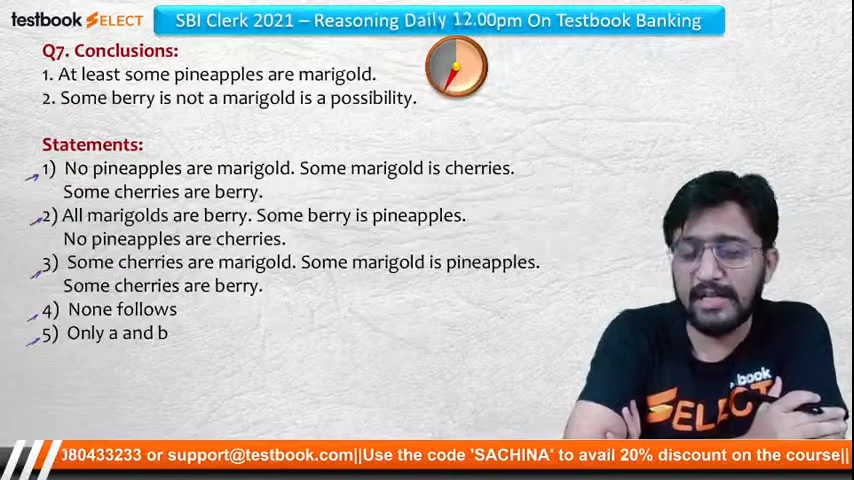 testbook SELECT
SBI Clerk 2021 – Reasoning Daily 12.00pm On Testbook Banking
Q7. Conclusions:
1. At least some pineapples are marigold.
2. Some berry is not a marigold is a possibility.
Statements:
1) No pineapples are marigold. Some marigold is cherries.
Some cherries are berry.
2) All marigolds are berry. Some berry is pineapples.
No pineapples are cherries.
3) Some cherries are marigold. Some marigold is pineapples.
Some cherries are berry.
4) None follows
5) Only a and b
book
SELECT
080433233 or support@testbook.com||Use the code 'SACHINA' to avail 20% discount on the course||